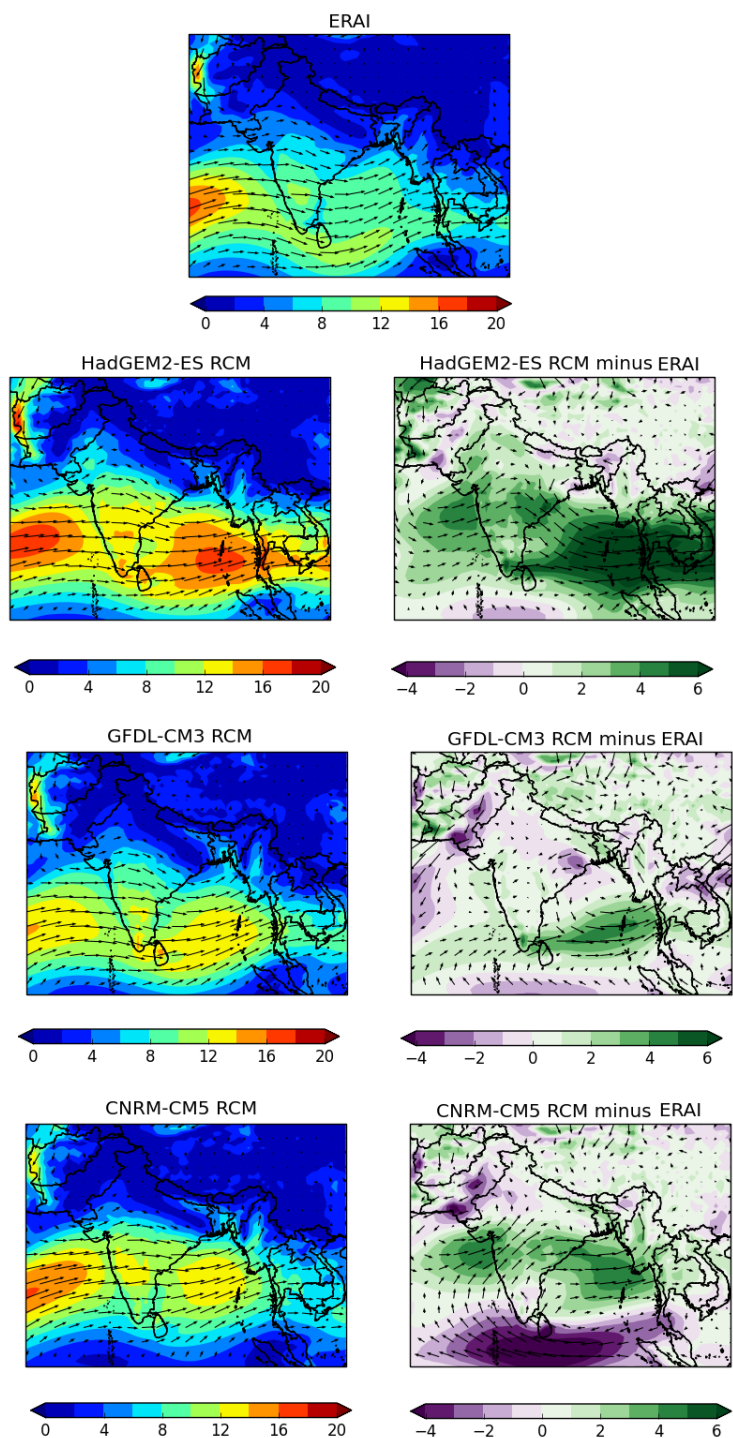 ERAI
0 4 8 12 16 20
HadGEM2-ES RCM
HadGEM2-ES RCM minus ERAI
0 4 8 12 16 20
−4 −2 0 2 4 6
GFDL-CM3 RCM
GFDL-CM3 RCM minus ERAI
0 4 8 12 16 20
−4 −2 0 2 4 6
CNRM-CM5 RCM
CNRM-CM5 RCM minus ERAI
0 4 8 12 16 20
−4 −2 0 2 4 6